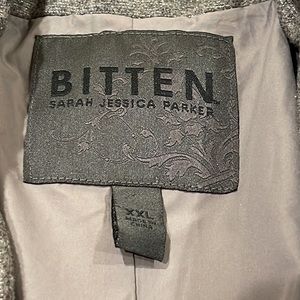 BITTEN
SARAH JESSICA PARKER
XXL
MADE IN
CHINA